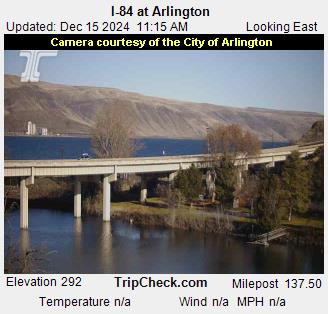 I-84 at Arlington
Updated: Dec 15 2024 11:15 AM Looking East
Camera courtesy of the City of Arlington
Elevation 292 TripCheck.com Milepost 137.50
Temperature n/a Wind n/a MPH n/a